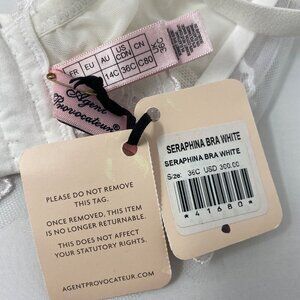 FR EU AU US CDN CN
14C 36C C80
36C
Agent
Provocateur
PLEASE DO NOT REMOVE
THIS TAG.
ONCE REMOVED, THIS ITEM
IS NO LONGER RETURNABLE.
THIS DOES NOT AFFECT
YOUR STATUTORY RIGHTS.
AGENTPROVOCATEUR.COM
SERAPHINA BRA WHITE
SERAPHINA BRA WHITE
Size: 36C USD 300.00
*41680*